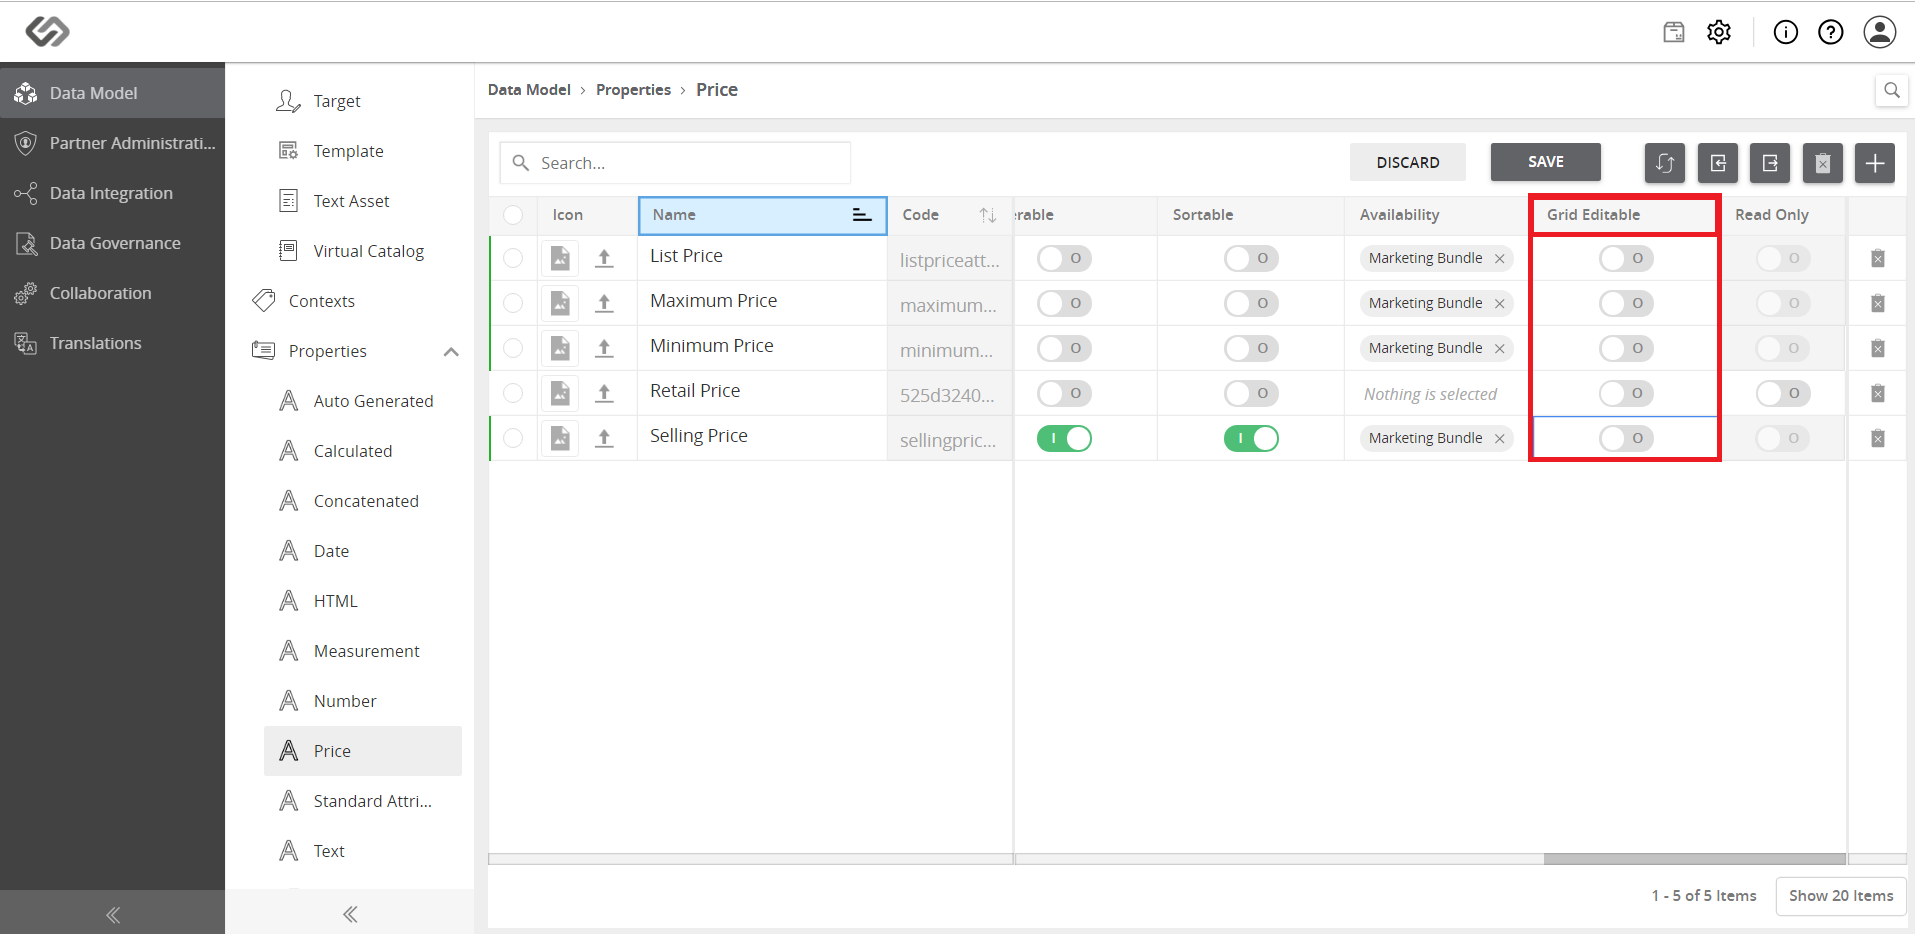 Data Model
Partner Administrati...
Data Integration
Data Governance
Collaboration
Translations
Target
Template
Text Asset
Virtual Catalog
Contexts
Properties
Auto Generated
Calculated
Concatenated
Date
HTML
Measurement
Number
Price
Standard Attri...
Text
Data Model › Properties › Price
Search...
DISCARD
SAVE
Icon Name Code rable Sortable Availability Grid Editable Read Only
List Price listpriceatt... O O Marketing Bundle × O O
Maximum Price maximum... O O Marketing Bundle × O O
Minimum Price minimum... O O Marketing Bundle × O O
Retail Price 525d3240... O O Nothing is selected O O
Selling Price sellingpric... I I Marketing Bundle × O O
1 - 5 of 5 Items
Show 20 Items